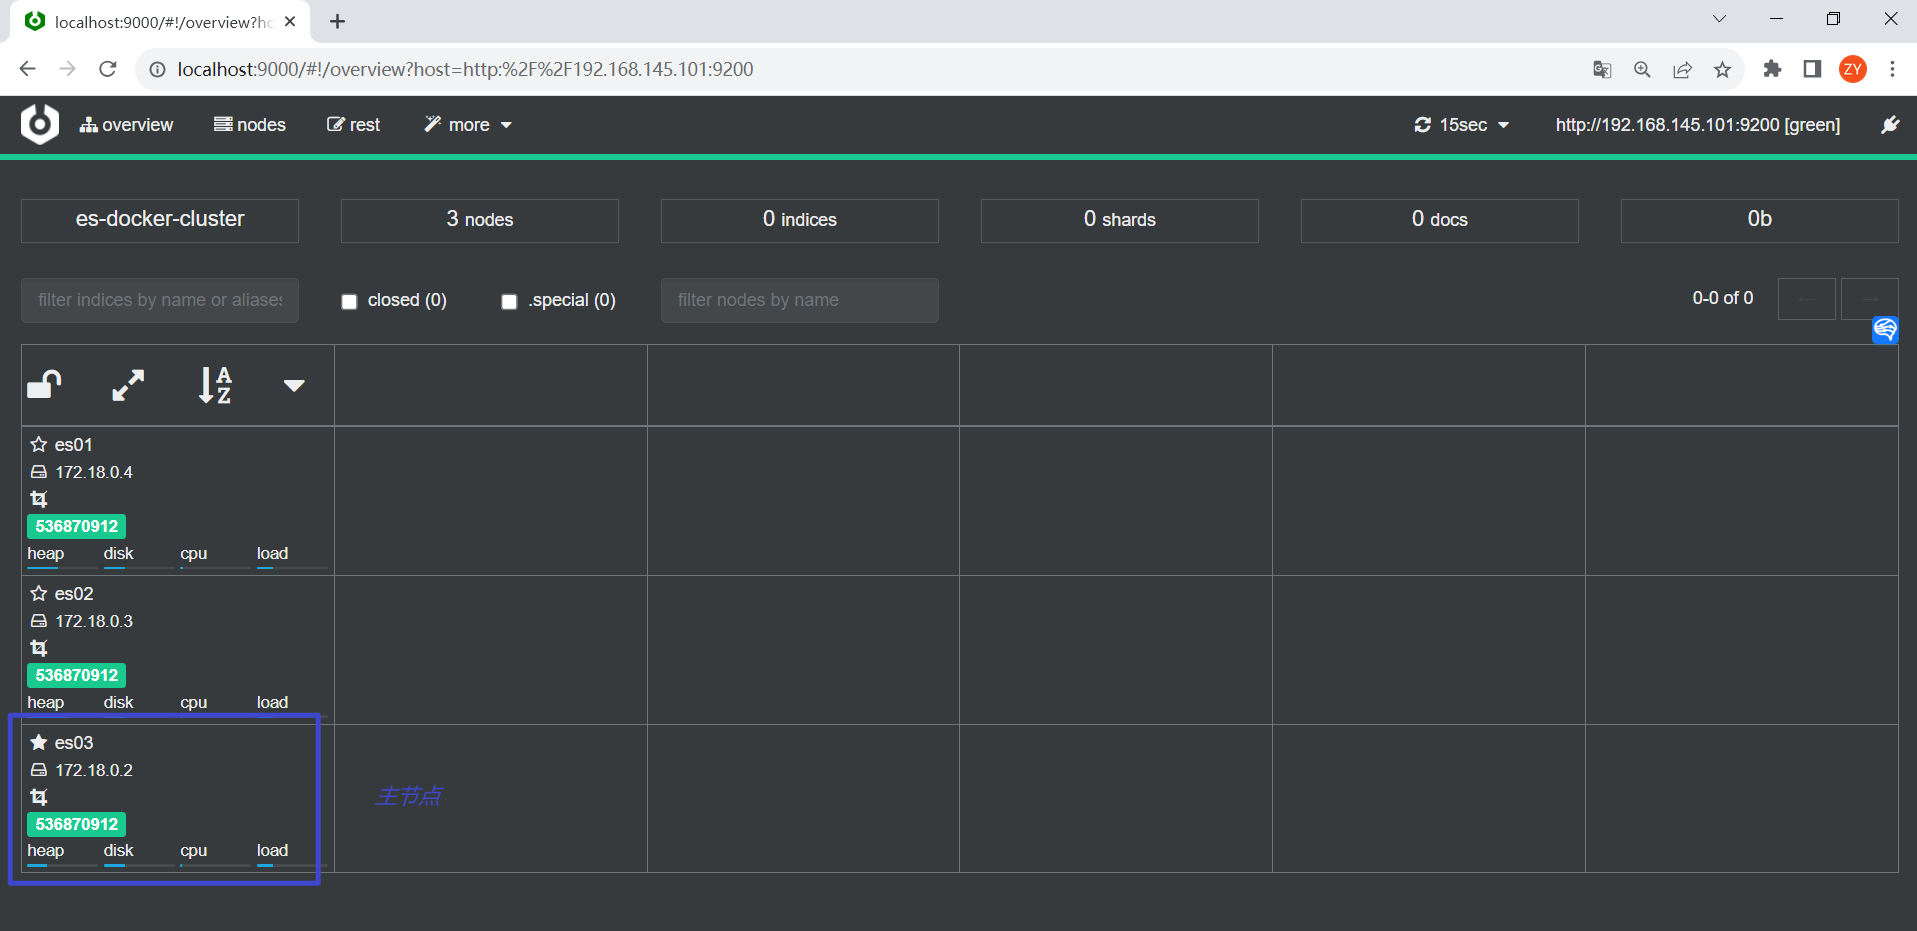 localhost:9000/#!/overview?hc
localhost:9000/#!/overview?host=http:%2F%2F192.168.145.101:9200
ZY
overview
nodes
rest
more
15sec
http://192.168.145.101:9200 [green]
es-docker-cluster
3 nodes
0 indices
0 shards
0 docs
0b
filter indices by name or aliases
closed (0)
.special (0)
filter nodes by name
0-0 of 0
es01
172.18.0.4
536870912
heap disk cpu load
es02
172.18.0.3
536870912
heap disk cpu load
es03
172.18.0.2
主节点
536870912
heap disk cpu load